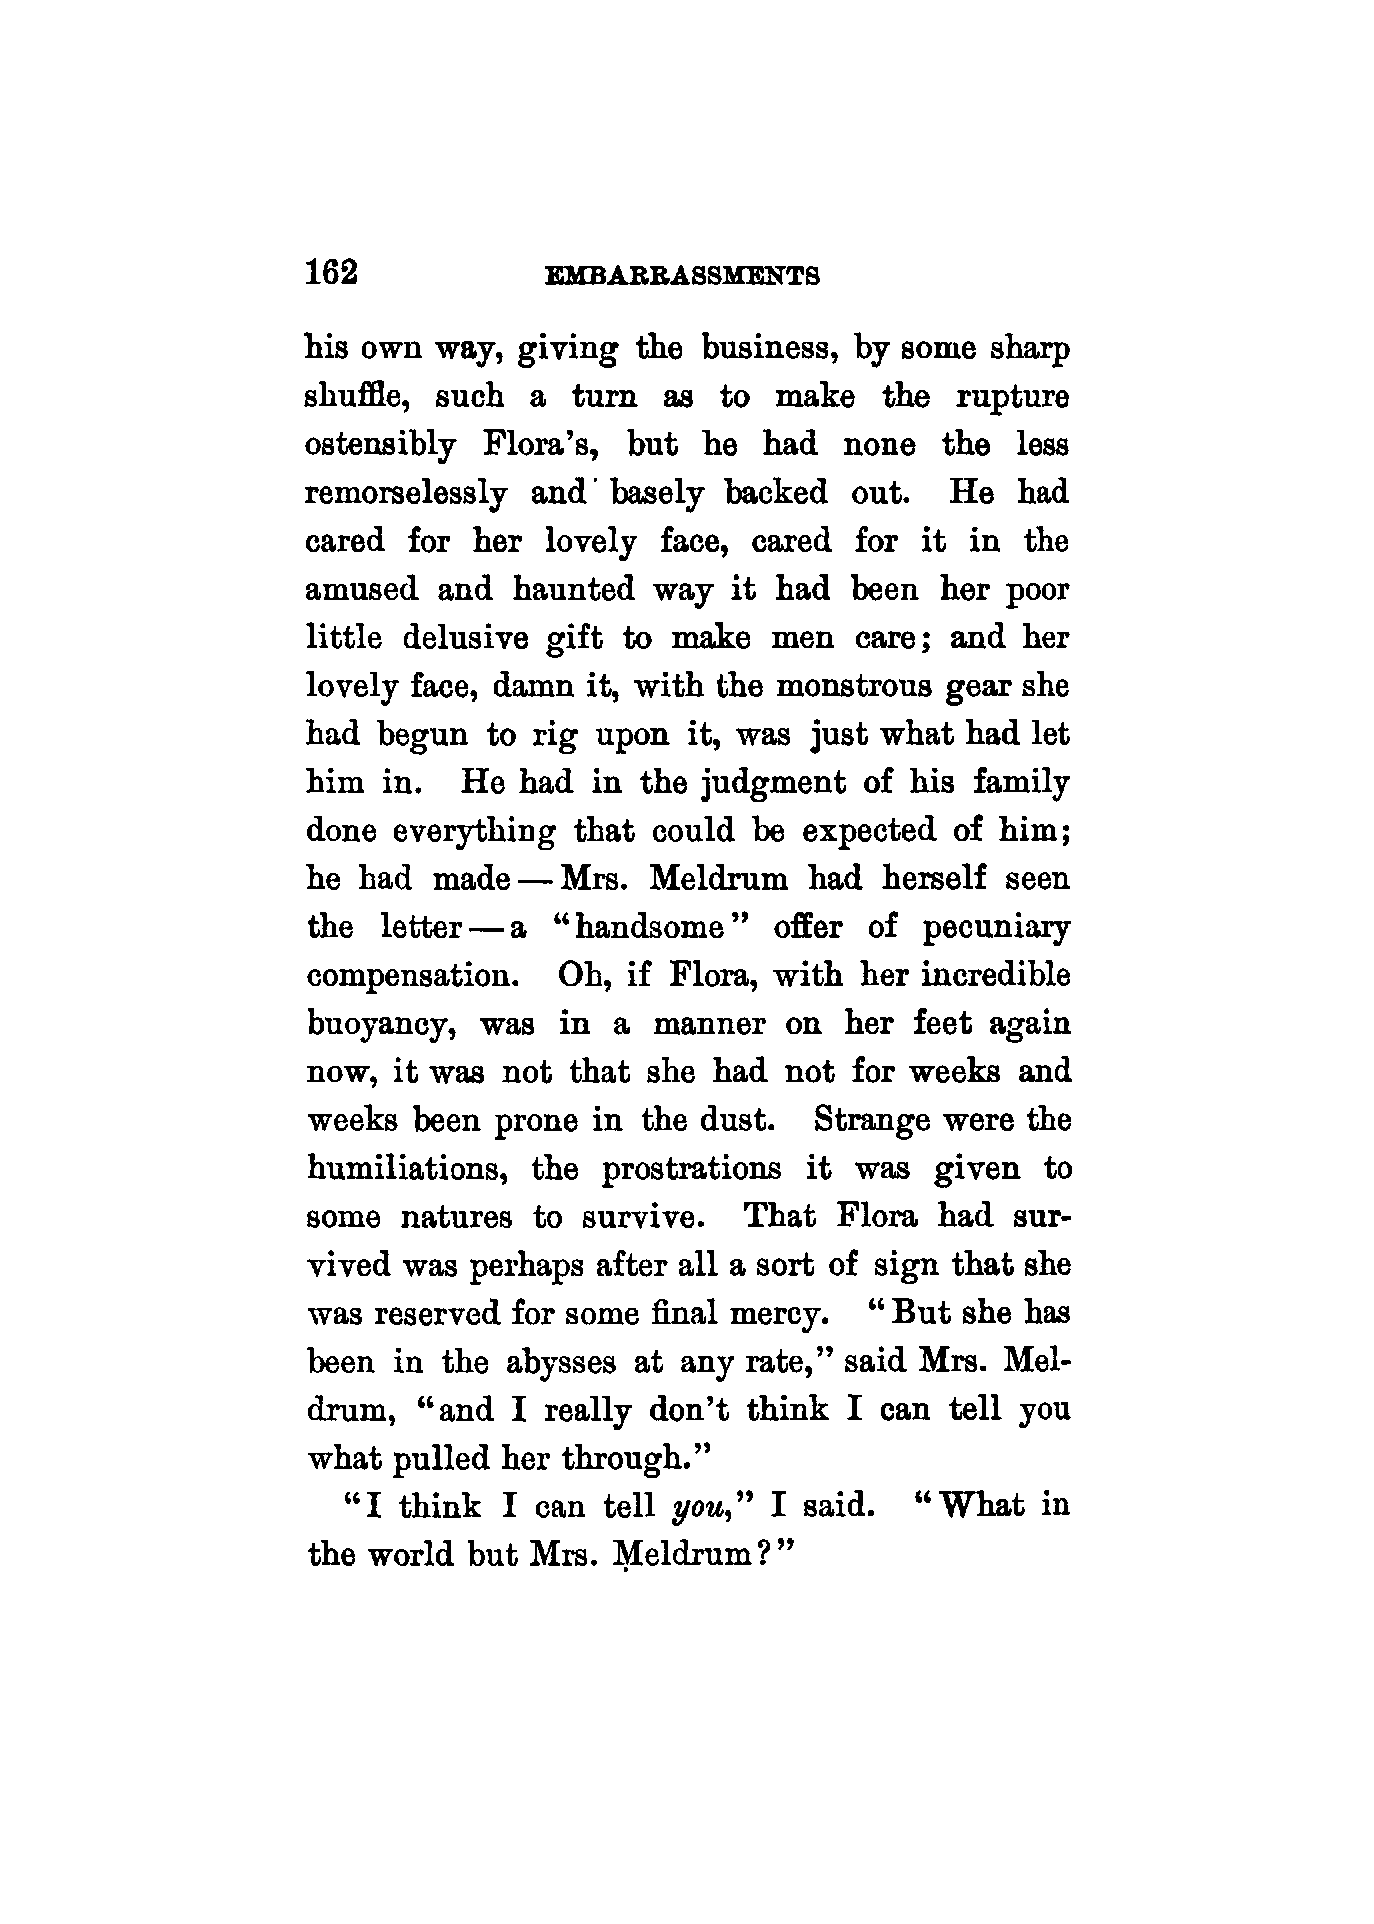 162 EMBARRASSMENTS
his own way, giving the business, by some sharp
shuffle, such a turn as to make the rupture
ostensibly Flora's, but he had none the less
remorselessly and basely backed out. He had
cared for her lovely face, cared for it in the
amused and haunted way it had been her poor
little delusive gift to make men care; and her
lovely face, damn it, with the monstrous gear she
had begun to rig upon it, was just what had let
him in. He had in the judgment of his family
done everything that could be expected of him;
he had made — Mrs. Meldrum had herself seen
the letter — a "handsome" offer of pecuniary
compensation. Oh, if Flora, with her incredible
buoyancy, was in a manner on her feet again
now, it was not that she had not for weeks and
weeks been prone in the dust. Strange were the
humiliations, the prostrations it was given to
some natures to survive. That Flora had sur-
vived was perhaps after all a sort of sign that she
was reserved for some final mercy. "But she has
been in the abysses at any rate," said Mrs. Mel-
drum, "and I really don't think I can tell you
what pulled her through."
"I think I can tell you," I said. "What in
the world but Mrs. Meldrum?"